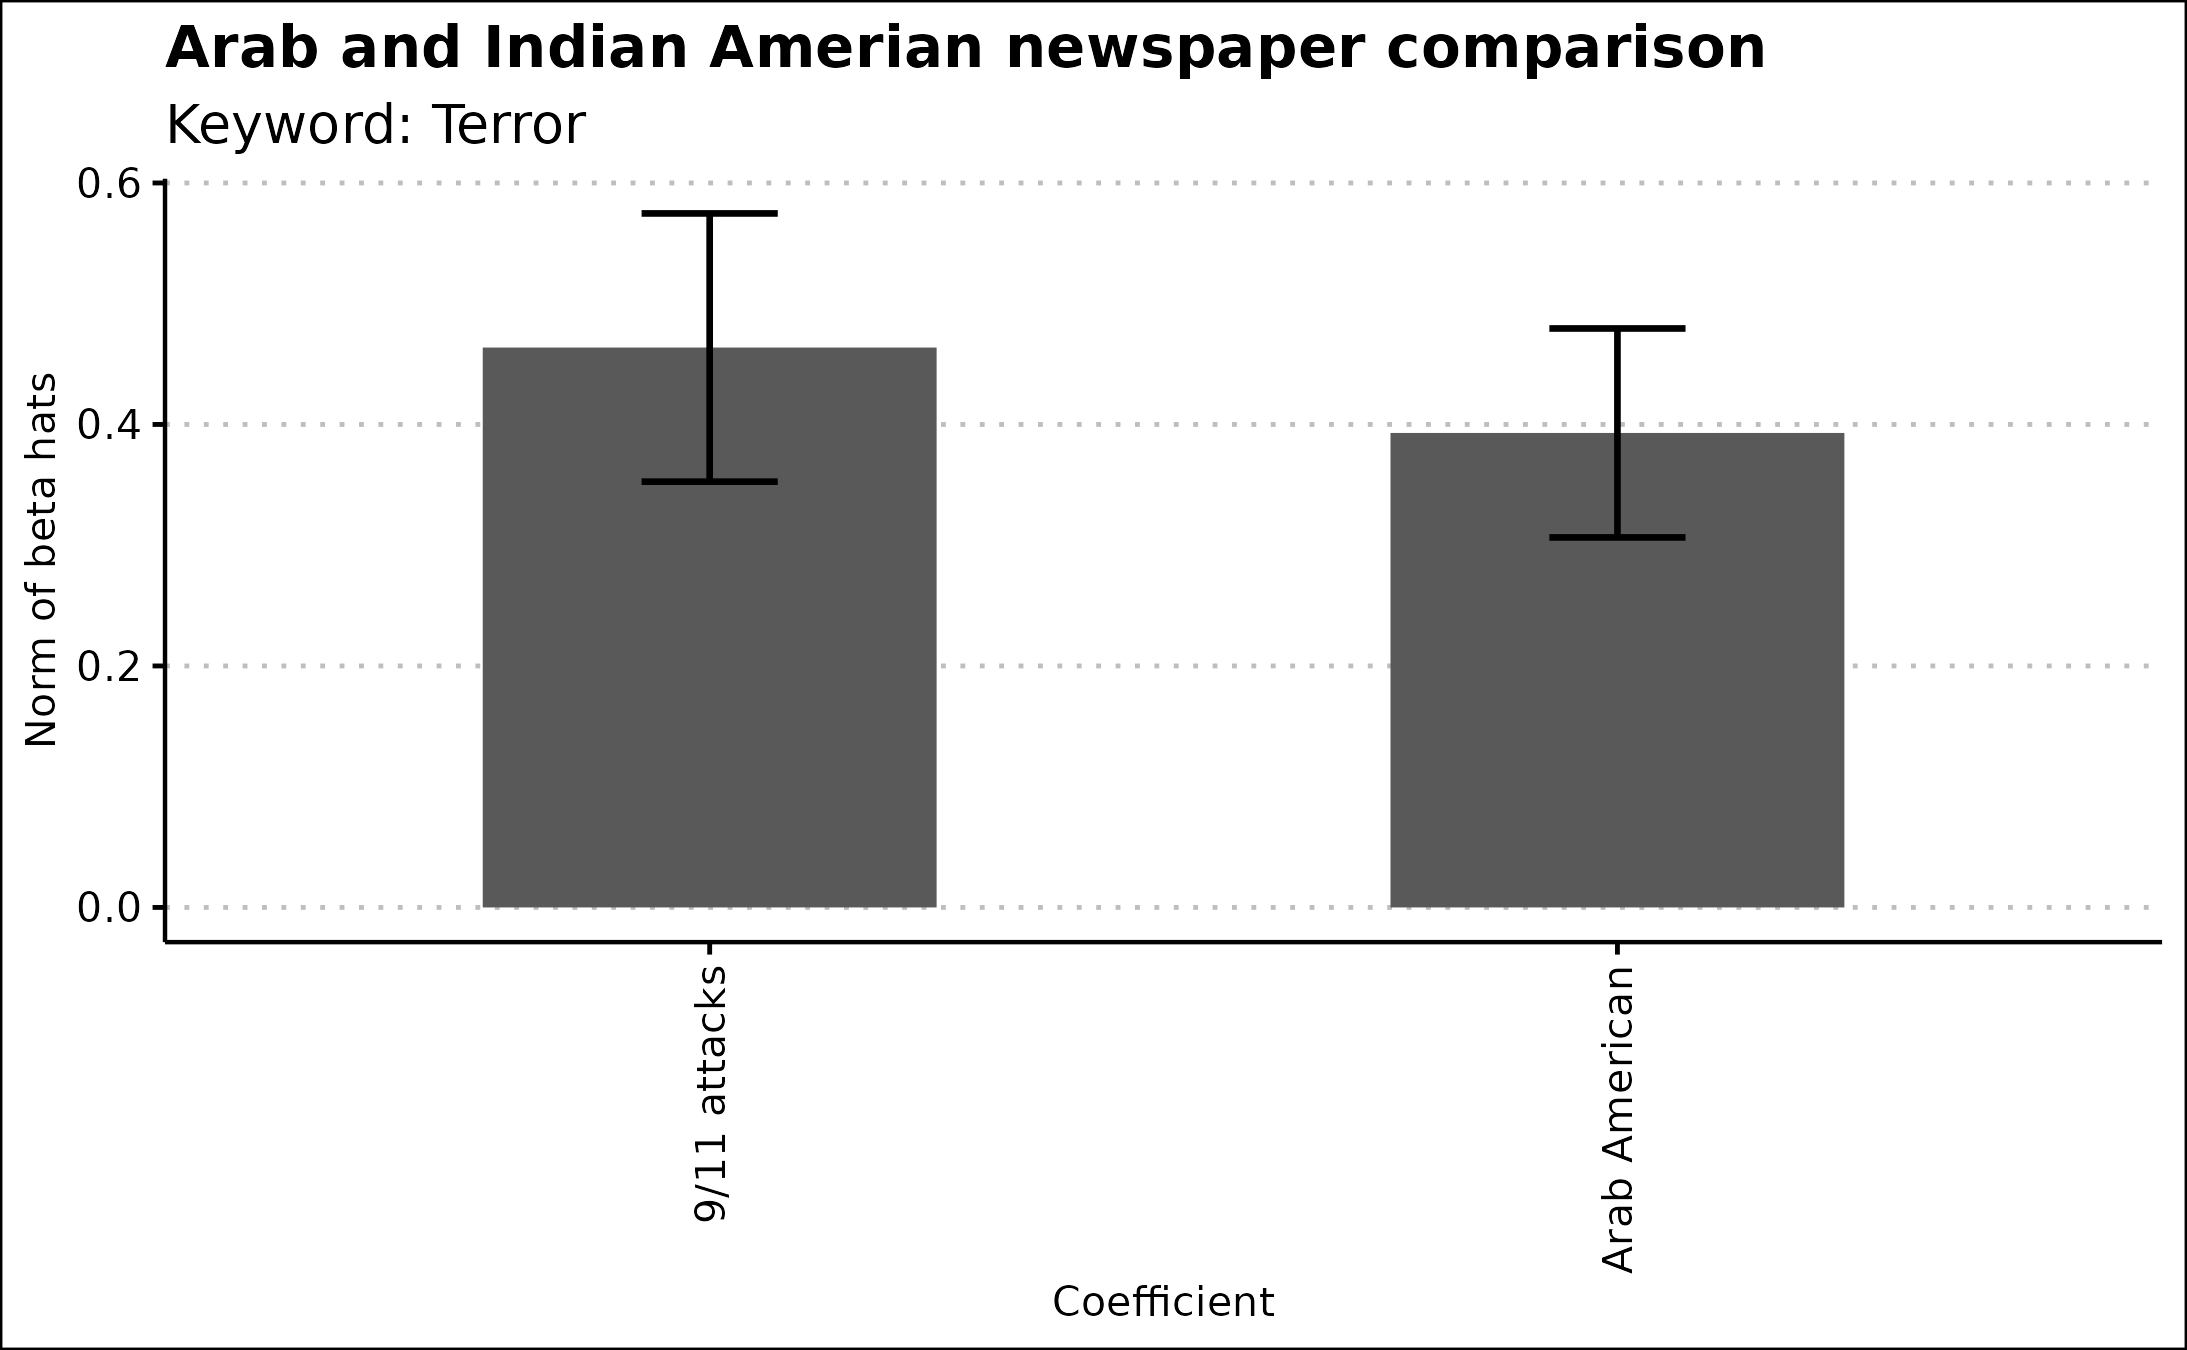 Arab and Indian Amerian newspaper comparison
Keyword: Terror
0.6
0.4
0.2
0.0
Norm of beta hats
9/11 attacks
Arab American
Coefficient